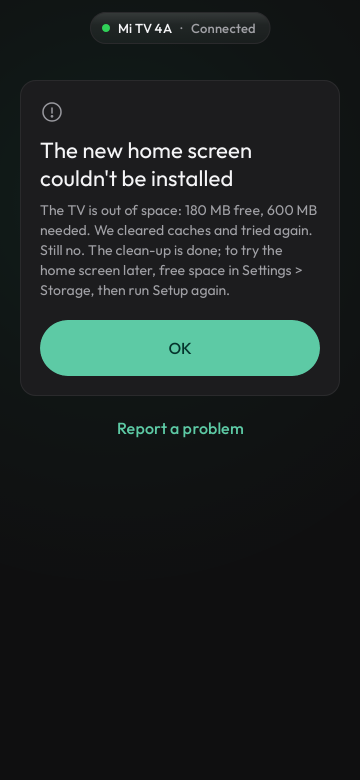 Mi TV 4A · Connected
The new home screen
couldn't be installed
The TV is out of space: 180 MB free, 600 MB
needed. We cleared caches and tried again.
Still no. The clean-up is done; to try the
home screen later, free space in Settings >
Storage, then run Setup again.
OK
Report a problem